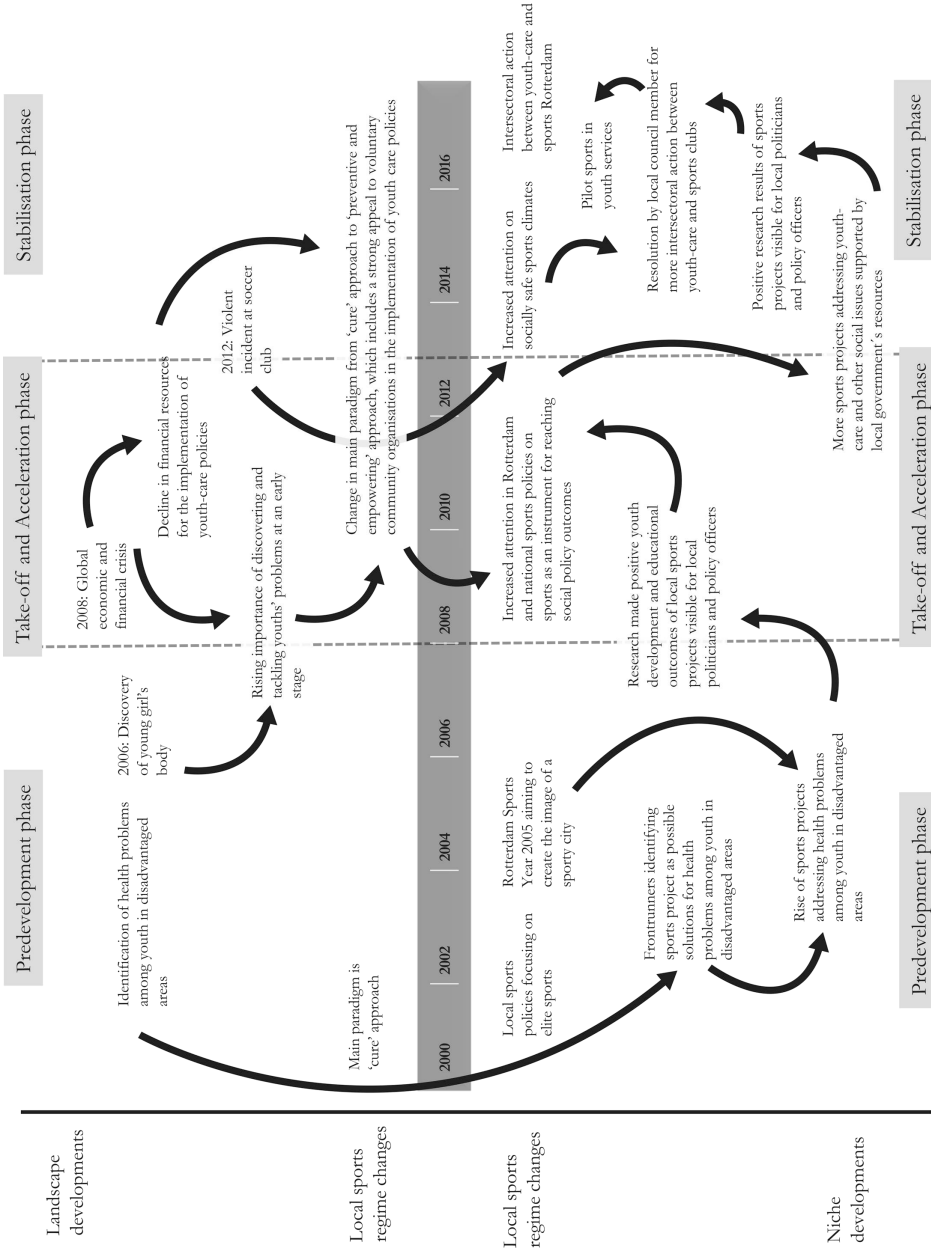 Predevelopment phase
Take-off and Acceleration phase
Stabilisation phase
Landscape
developments
Identification of health problems
among youth in disadvantaged
areas
2006: Discovery
of young girl's
body
2008: Global
economic and
financial crisis
Decline in financial resources
for the implementation of
youth-care policies
2012: Violent
incident at soccer
club
Rising importance of discovering and
tackling youths' problems at an early
stage
Local sports
regime changes
Main paradigm is
'cure' approach
Change in main paradigm from 'cure' approach to 'preventive and
empowering' approach, which includes a strong appeal to voluntary
community organisations in the implementation of youth care policies
2000
2002
2004
2006
2008
2010
2012
2014
2016
Local sports
regime changes
Local sports
policies focusing on
elite sports
Rotterdam Sports
Year 2005 aiming to
create the image of a
sporty city
Increased attention in Rotterdam
and national sports policies on
sports as an instrument for reaching
social policy outcomes
Increased attention on
socially safe sports climates
Intersectoral action
between youth-care and
sports Rotterdam
Pilot sports in
youth services
Frontrunners identifying
sports project as possible
solutions for health
problems among youth in
disadvantaged areas
Research made positive youth
development and educational
outcomes of local sports
projects visible for local
politicians and policy officers
Resolution by local council member for
more intersectoral action between
youth-care and sports clubs
Positive research results of sports
projects visible for local politicians
and policy officers
Niche
developments
Rise of sports projects
addressing health problems
among youth in disadvantaged
areas
More sports projects addressing youth-
care and other social issues supported by
local government´s resources
Predevelopment phase
Take-off and Acceleration phase
Stabilisation phase